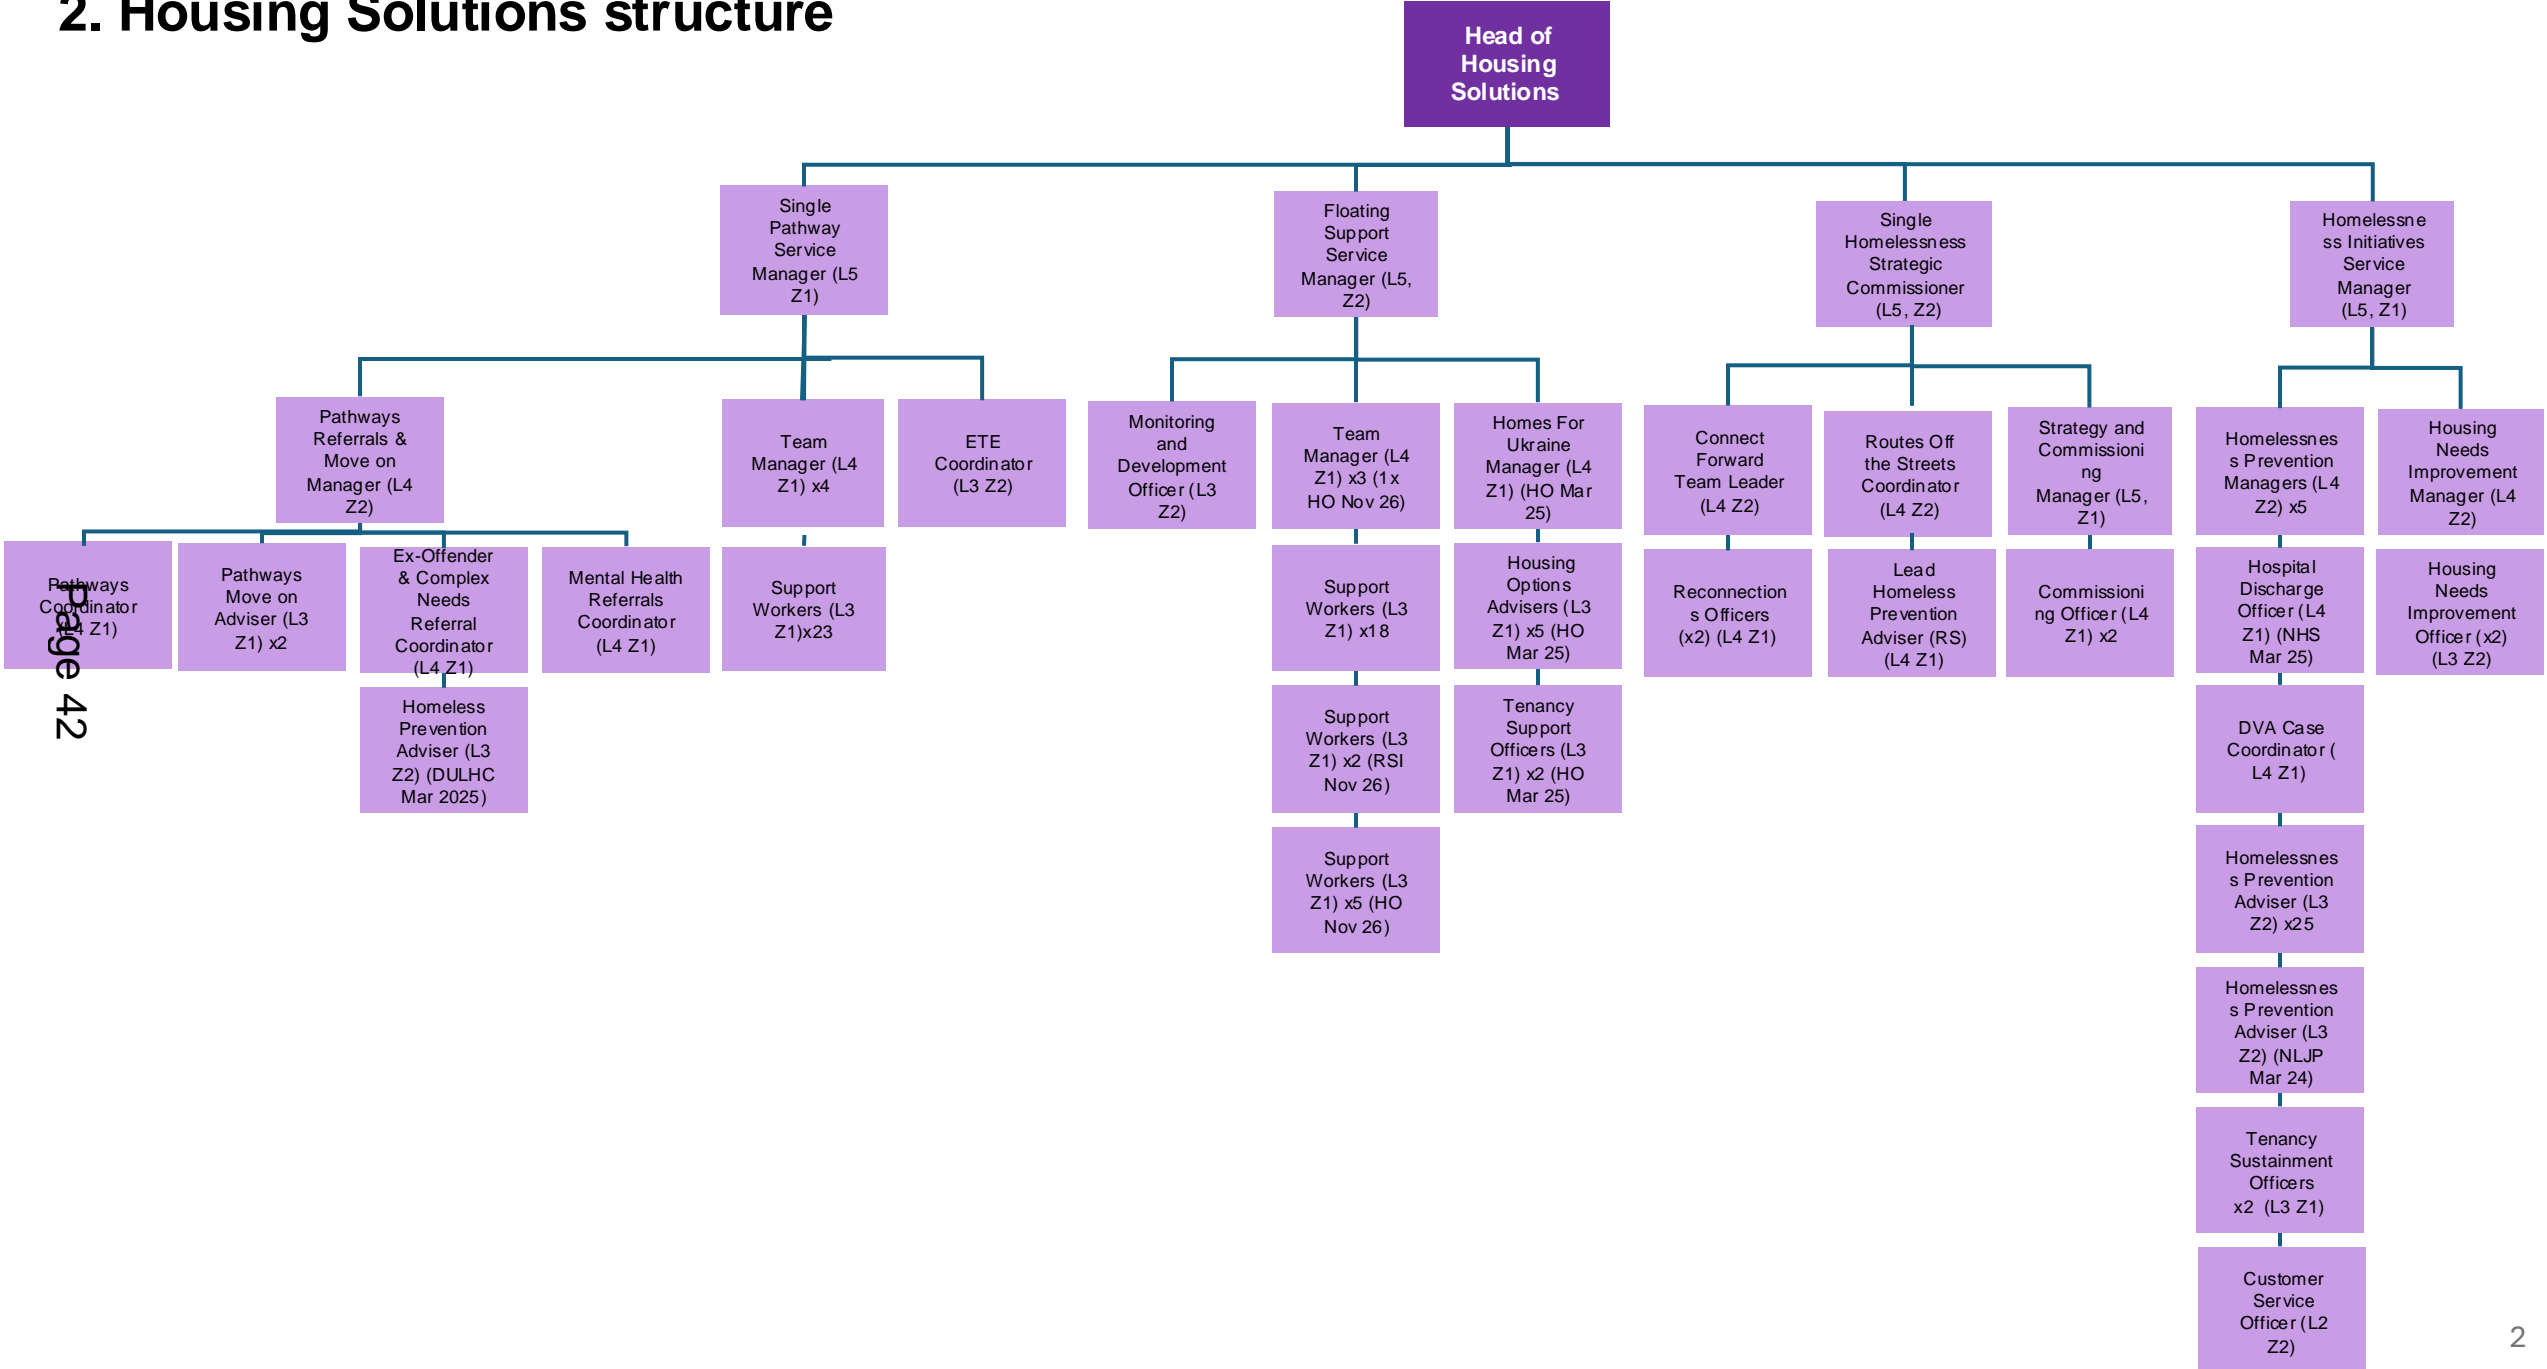 2. Housing Solutions structure
Head of
Housing
Solutions
Single
Pathway
Service
Manager (L5
Z1)
Floating
Support
Service
Manager (L5,
Z2)
Single
Homelessness
Strategic
Commissioner
(L5, Z2)
Homelessne
ss Initiatives
Service
Manager
(L5, Z1)
Pathways
Referrals &
Move on
Manager (L4
Z2)
Team
Manager (L4
Z1) x4
ETE
Coordinator
(L3 Z2)
Monitoring
and
Development
Officer (L3
Z2)
Team
Manager (L4
Z1) x3 (1x
HO Nov 26)
Homes For
Ukraine
Manager (L4
Z1) (HO Mar
25)
Connect
Forward
Team Leader
(L4 Z2)
Routes Off
the Streets
Coordinator
(L4 Z2)
Strategy and
Commissioni
ng
Manager (L5,
Z1)
Homelessnes
s Prevention
Managers (L4
Z2) x5
Housing
Needs
Improvement
Manager (L4
Z2)
Pathways
Coordinator
(L4 Z1)
Pathways
Move on
Adviser (L3
Z1) x2
Ex-Offender
& Complex
Needs
Referral
Coordinator
(L4 Z1)
Mental Health
Referrals
Coordinator
(L4 Z1)
Support
Workers (L3
Z1)x23
Support
Workers (L3
Z1) x18
Housing
Options
Advisers (L3
Z1) x5 (HO
Mar 25)
Reconnection
s Officers
(x2) (L4 Z1)
Lead
Homeless
Prevention
Adviser (RS)
(L4 Z1)
Commissioni
ng Officer (L4
Z1) x2
Hospital
Discharge
Officer (L4
Z1) (NHS
Mar 25)
Housing
Needs
Improvement
Officer (x2)
(L3 Z2)
Page 42
Homeless
Prevention
Adviser (L3
Z2) (DULHC
Mar 2025)
Support
Workers (L3
Z1) x2 (RSI
Nov 26)
Tenancy
Support
Officers (L3
Z1) x2 (HO
Mar 25)
DVA Case
Coordinator (
L4 Z1)
Support
Workers (L3
Z1) x5 (HO
Nov 26)
Homelessnes
s Prevention
Adviser (L3
Z2) x25
Homelessnes
s Prevention
Adviser (L3
Z2) (NLJP
Mar 24)
Tenancy
Sustainment
Officers
x2 (L3 Z1)
Customer
Service
Officer (L2
Z2)
2